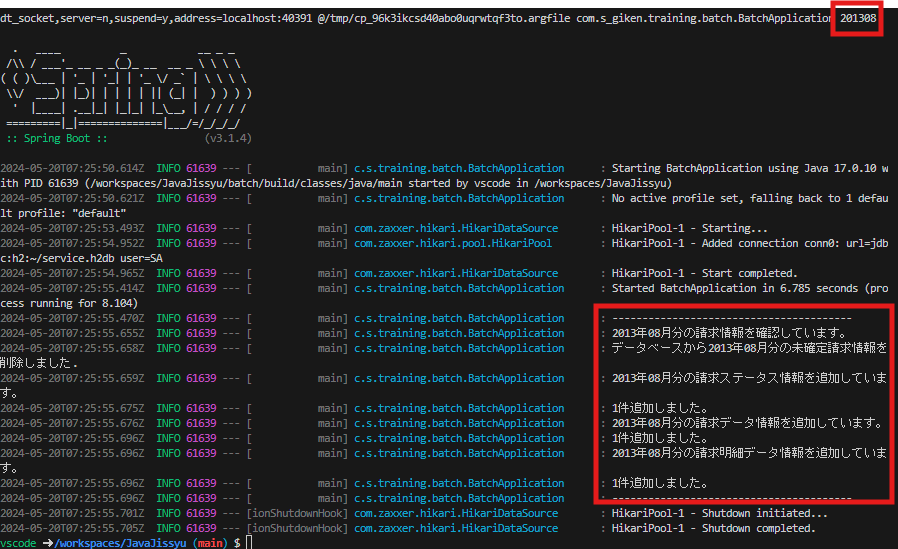 dt_socket,server=n,suspend=y,address=localhost:40391 @/tmp/cp_96k3ikcsd40abo0uqrwtqf3to.argfile com.s_giken.training.batch.BatchApplication 201308
  .   ____          _            __ _ _
 /\\ / ___'_ __ _ _(_)_ __  __ _ \ \ \ \
( ( )\___ | '_ | '_| | '_ \/ _` | \ \ \ \
 \\/  ___)| |_)| | | | | || (_| |  ) ) ) )
  '  |____| .__|_| |_|_| |_\__, | / / / /
 =========|_|==============|___/=/_/_/_/
 :: Spring Boot ::                (v3.1.4)
2024-05-20T07:25:50.614Z  INFO 61639 --- [           main] c.s.training.batch.BatchApplication      : Starting BatchApplication using Java 17.0.10 w
ith PID 61639 (/workspaces/JavaJissyu/batch/build/classes/java/main started by vscode in /workspaces/JavaJissyu)
2024-05-20T07:25:50.621Z  INFO 61639 --- [           main] c.s.training.batch.BatchApplication      : No active profile set, falling back to 1 defau
lt profile: "default"
2024-05-20T07:25:53.493Z  INFO 61639 --- [           main] com.zaxxer.hikari.HikariDataSource       : HikariPool-1 - Starting...
2024-05-20T07:25:54.952Z  INFO 61639 --- [           main] com.zaxxer.hikari.pool.HikariPool        : HikariPool-1 - Added connection conn0: url=jdb
c:h2:~/service.h2db user=SA
2024-05-20T07:25:54.965Z  INFO 61639 --- [           main] com.zaxxer.hikari.HikariDataSource       : HikariPool-1 - Start completed.
2024-05-20T07:25:55.414Z  INFO 61639 --- [           main] c.s.training.batch.BatchApplication      : Started BatchApplication in 6.785 seconds (pro
cess running for 8.104)
2024-05-20T07:25:55.470Z  INFO 61639 --- [           main] c.s.training.batch.BatchApplication      : ----------------------------------------
2024-05-20T07:25:55.655Z  INFO 61639 --- [           main] c.s.training.batch.BatchApplication      : 2013年08月分の請求情報を確認しています。
2024-05-20T07:25:55.658Z  INFO 61639 --- [           main] c.s.training.batch.BatchApplication      : データベースから2013年08月分の未確定請求情報を
削除しました.
2024-05-20T07:25:55.659Z  INFO 61639 --- [           main] c.s.training.batch.BatchApplication      : 2013年08月分の請求ステータス情報を追加していま
す。
2024-05-20T07:25:55.675Z  INFO 61639 --- [           main] c.s.training.batch.BatchApplication      : 1件追加しました。
2024-05-20T07:25:55.676Z  INFO 61639 --- [           main] c.s.training.batch.BatchApplication      : 2013年08月分の請求データ情報を追加しています。
2024-05-20T07:25:55.696Z  INFO 61639 --- [           main] c.s.training.batch.BatchApplication      : 1件追加しました。
2024-05-20T07:25:55.696Z  INFO 61639 --- [           main] c.s.training.batch.BatchApplication      : 2013年08月分の請求明細データ情報を追加していま
す。
2024-05-20T07:25:55.696Z  INFO 61639 --- [           main] c.s.training.batch.BatchApplication      : 1件追加しました。
2024-05-20T07:25:55.696Z  INFO 61639 --- [           main] c.s.training.batch.BatchApplication      : ----------------------------------------
2024-05-20T07:25:55.701Z  INFO 61639 --- [ionShutdownHook] com.zaxxer.hikari.HikariDataSource       : HikariPool-1 - Shutdown initiated...
2024-05-20T07:25:55.705Z  INFO 61639 --- [ionShutdownHook] com.zaxxer.hikari.HikariDataSource       : HikariPool-1 - Shutdown completed.
vscode ➜ /workspaces/JavaJissyu (main) $